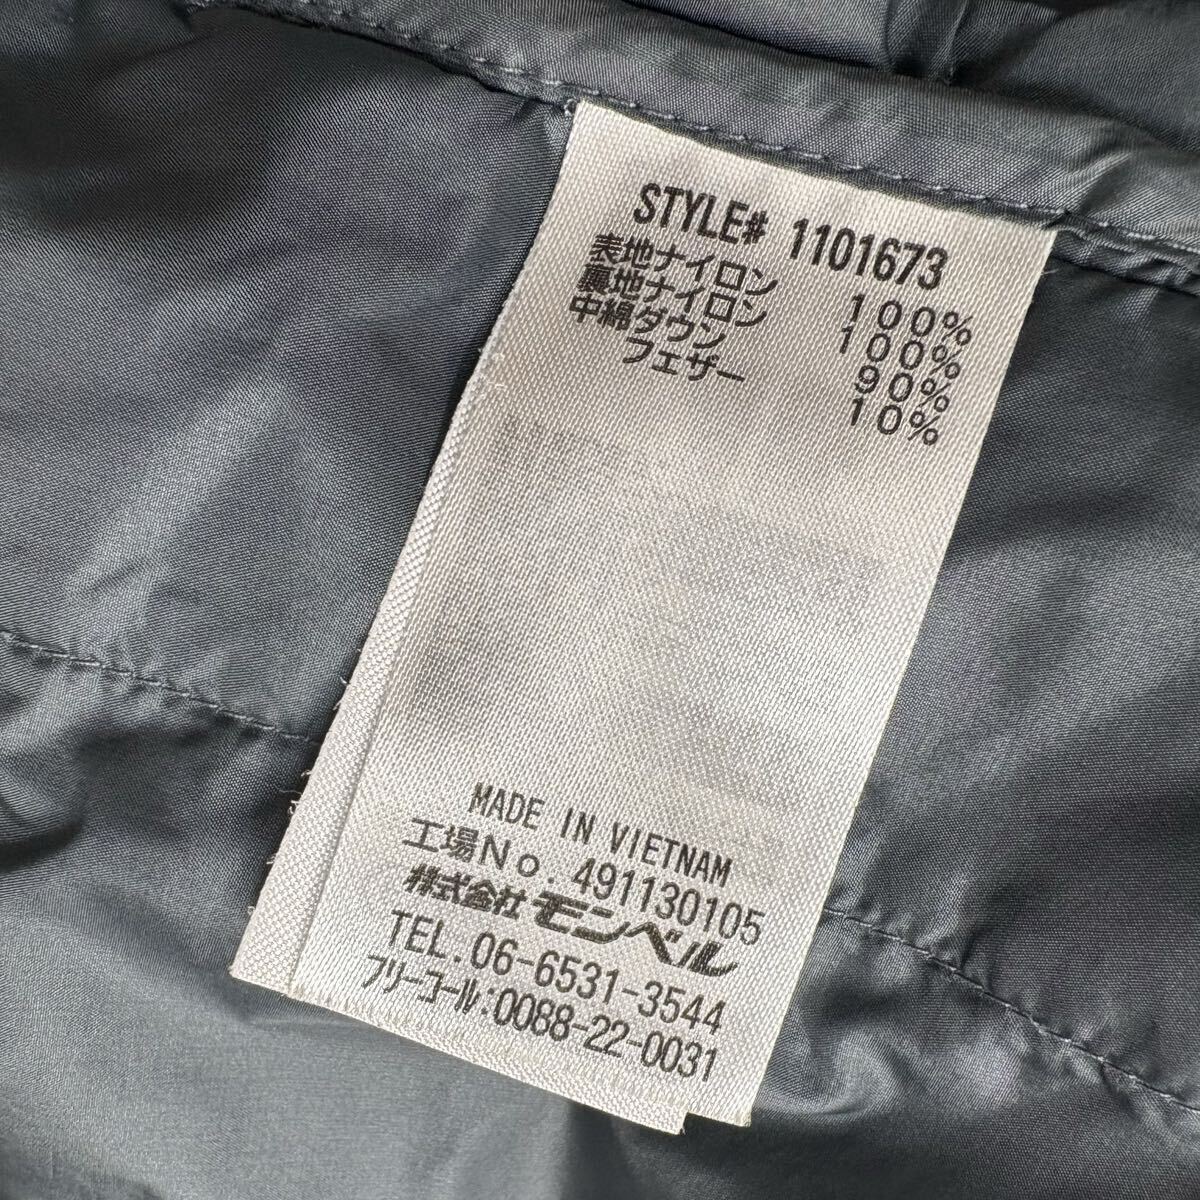 STYLE# 1101673
表地ナイロン 100%
裏地ナイロン 100%
中綿ダウン 90%
フェザー 10%
MADE IN VIETNAM
工場No. 491130105
株式会社 モンベル
TEL.06-6531-3544
フリーコール:0088-22-0031